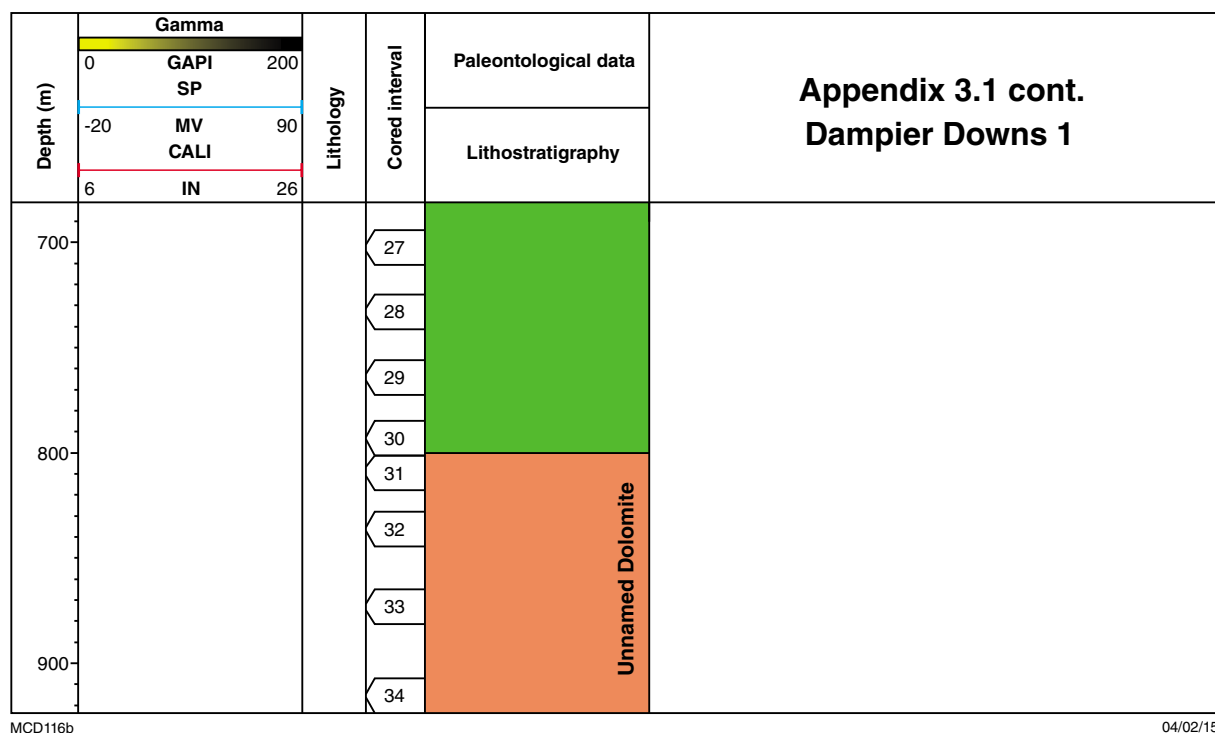 Depth (m)
Gamma
0 GAPI 200
SP
-20 MV 90
CALI
6 IN 26
Lithology
Cored interval
Paleontological data
Lithostratigraphy
Appendix 3.1 cont.
Dampier Downs 1
700
800
900
27
28
29
30
31
32
33
34
Unnamed Dolomite
MCD116b
04/02/15